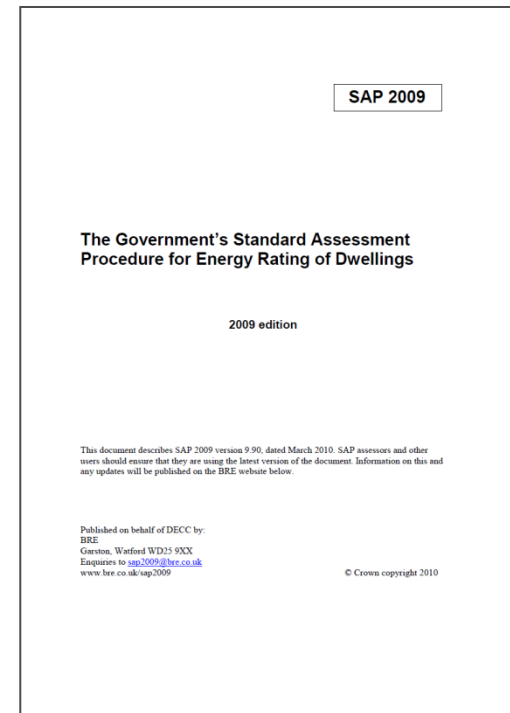 SAP 2009
The Government’s Standard Assessment
Procedure for Energy Rating of Dwellings
2009 edition
This document describes SAP 2009 version 9.90, dated March 2010. SAP assessors and other
users should ensure that they are using the latest version of the document. Information on this and
any updates will be published on the BRE website below.
Published on behalf of DECC by:
BRE
Garston, Watford WD25 9XX
Enquiries to sap2009@bre.co.uk
www.bre.co.uk/sap2009 © Crown copyright 2010